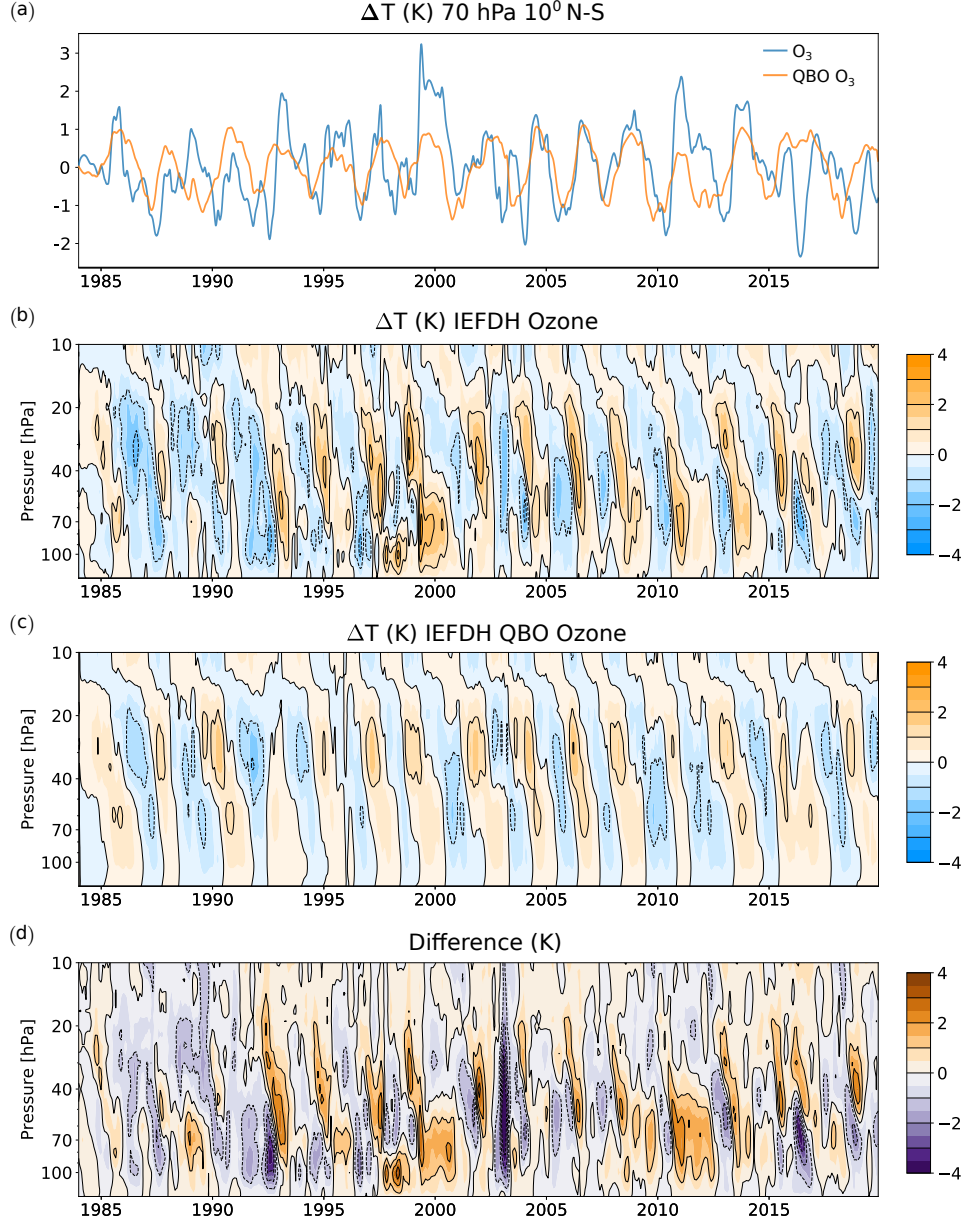 (a)
ΔT (K) 70 hPa 10⁰ N-S
O₃
QBO O₃
3
2
1
0
-1
-2
1985 1990 1995 2000 2005 2010 2015
(b)
ΔT (K) IEFDH Ozone
Pressure [hPa]
10
20
40
70
100
1985 1990 1995 2000 2005 2010 2015
4
2
0
−2
−4
(c)
ΔT (K) IEFDH QBO Ozone
Pressure [hPa]
10
20
40
70
100
1985 1990 1995 2000 2005 2010 2015
4
2
0
−2
−4
(d)
Difference (K)
Pressure [hPa]
10
20
40
70
100
1985 1990 1995 2000 2005 2010 2015
4
2
0
−2
−4